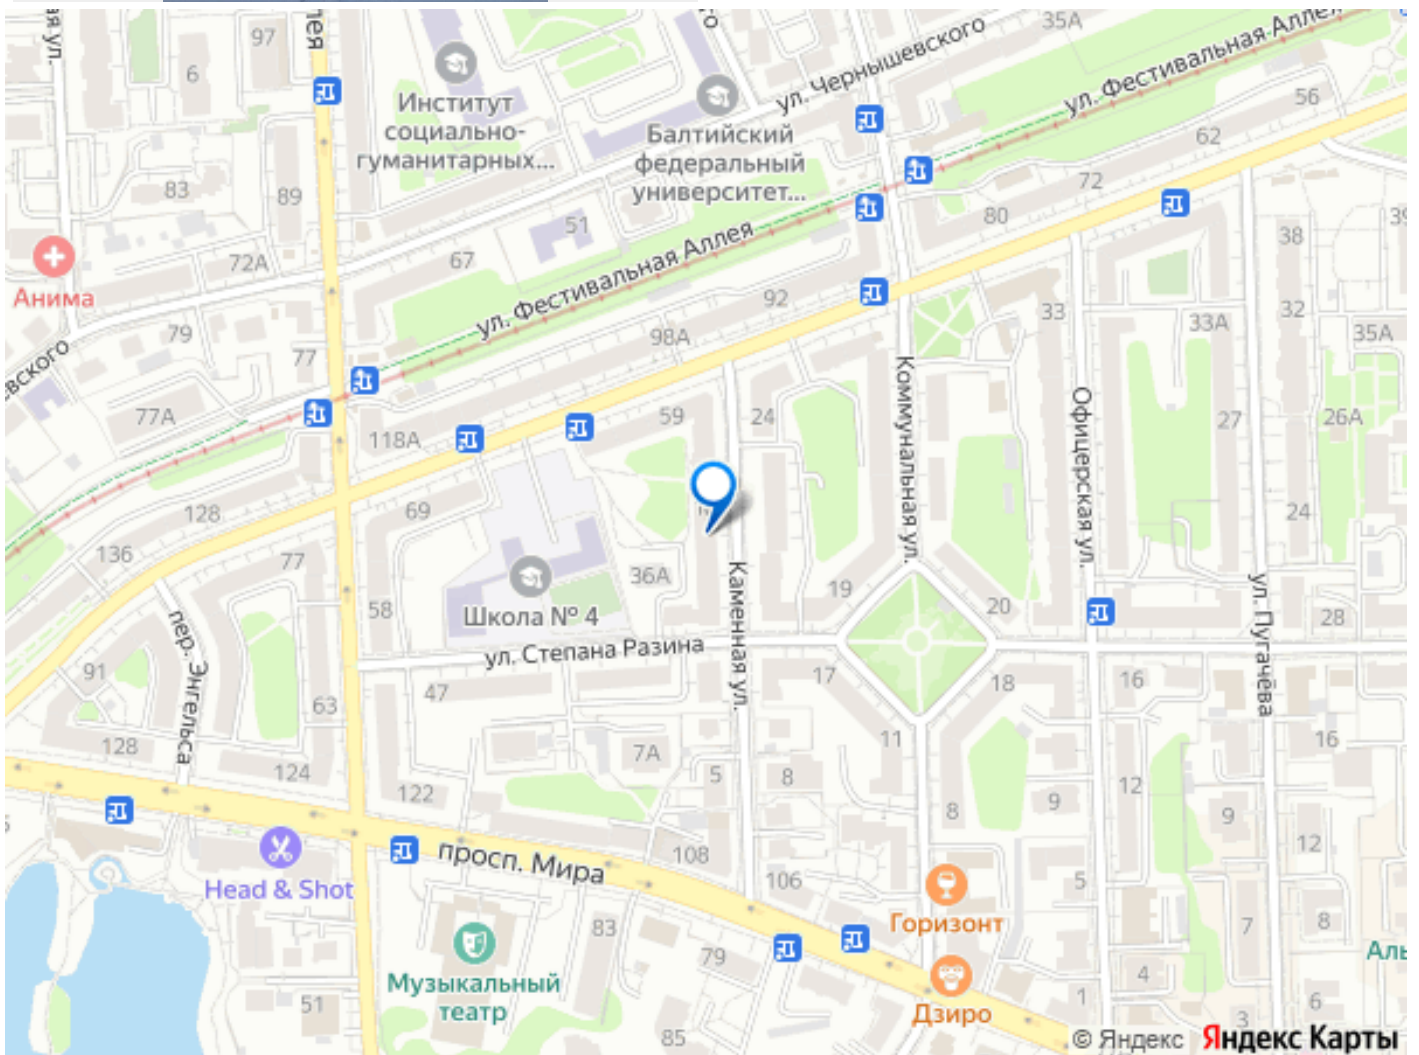 97
6
35А
ул. Чернышевского
ул. Фестивальная Аллея
Институт
социально-
гуманитарных...
Балтийский
федеральный
университет...
56
62
83
89
51
72
80
38
39
72А
67
ул. Фестивальная Аллея
Анима
92
33
32
33А
35А
79
77
98А
77А
118А
59
24
Коммунальная ул.
Офицерская ул.
27
26А
128
69
24
136
77
36А
19
20
28
Школа № 4
58
Каменная ул.
ул. Пугачёва
пер. Энгельса
ул. Степана Разина
91
47
17
18
16
63
128
124
7А
5
8
11
12
16
122
8
9
9
12
просп. Мира
108
106
5
Head & Shot
Горизонт
83
79
7
8
Музыкальный
театр
51
4
Дзиро
85
1
3
6
© Яндекс Яндекс Карты